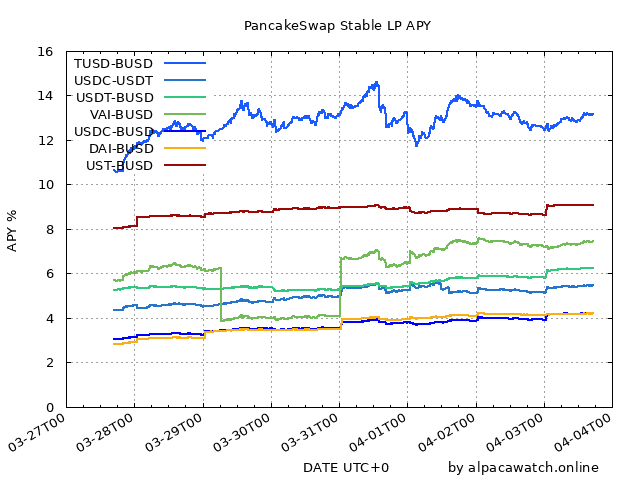 PancakeSwap Stable LP APY
16
14
12
10
8
6
4
2
0
APY %
TUSD-BUSD
USDC-USDT
USDT-BUSD
VAI-BUSD
USDC-BUSD
DAI-BUSD
UST-BUSD
03-27T00
03-28T00
03-29T00
03-30T00
03-31T00
04-01T00
04-02T00
04-03T00
04-04T00
DATE UTC+0
by alpacawatch.online